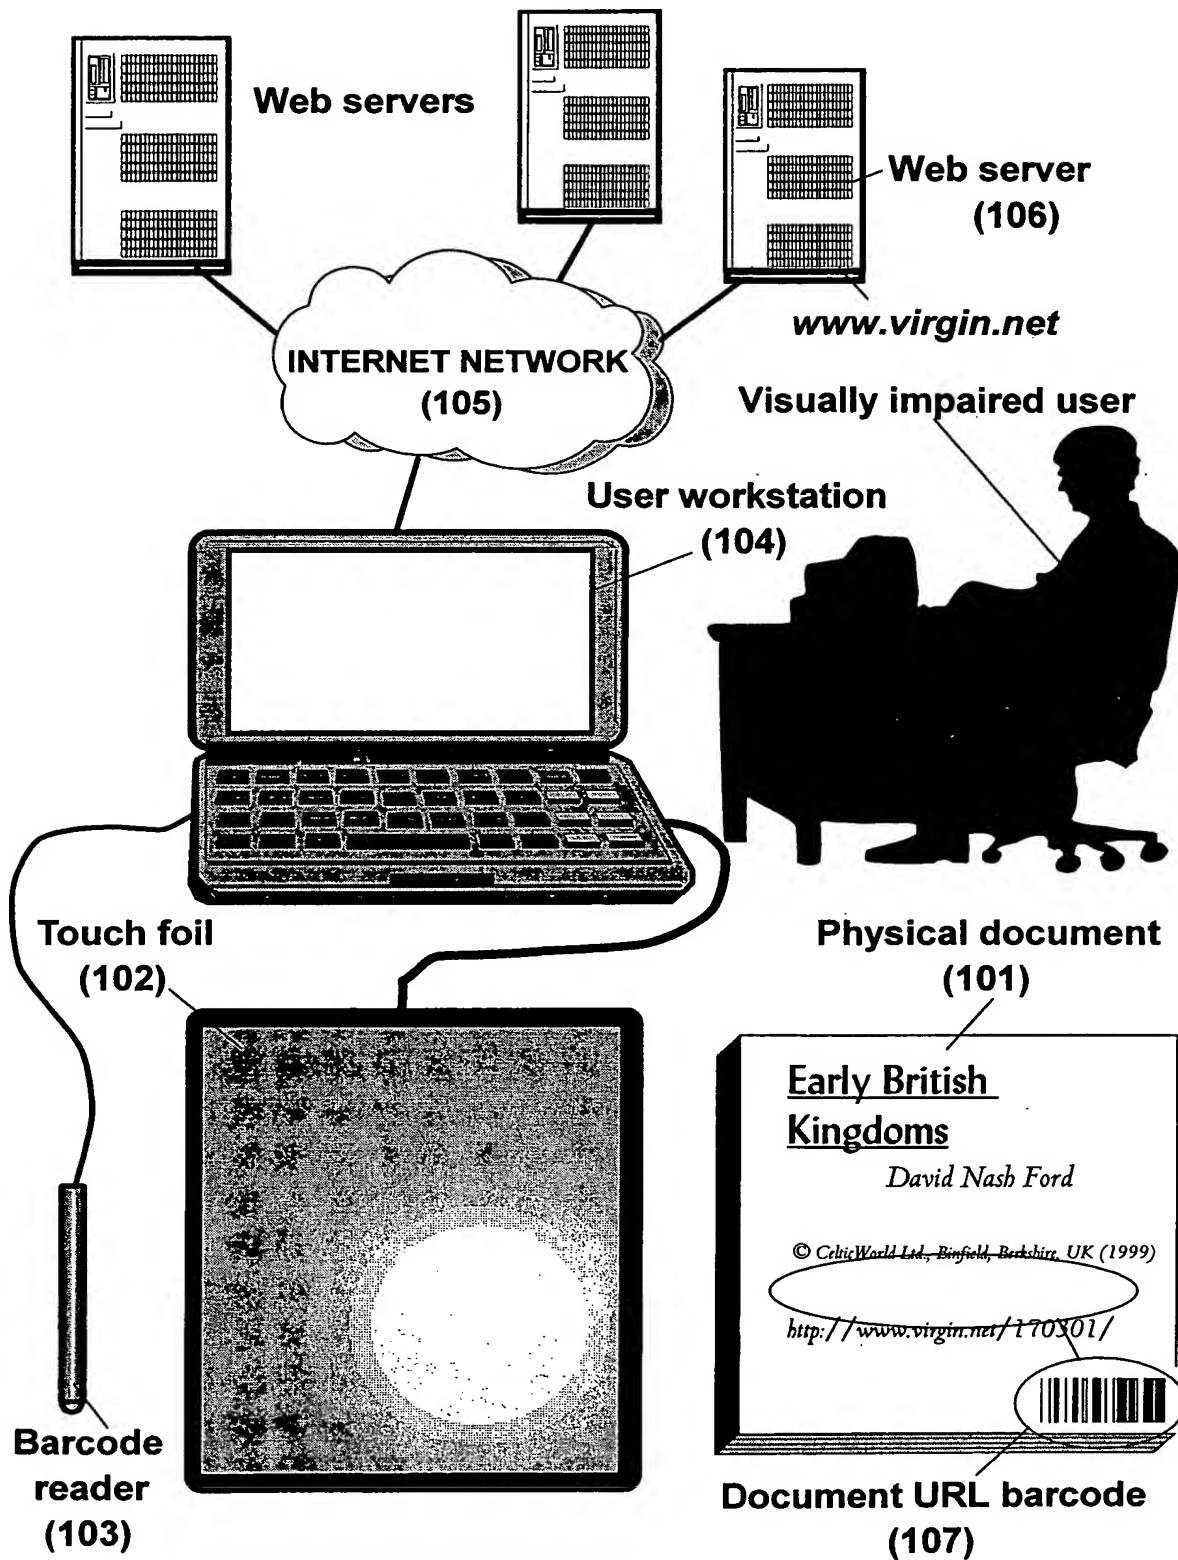 Web servers
Web server
(106)
www.virgin.net
INTERNET NETWORK
(105)
Visually impaired user
User workstation
(104)
Touch foil
(102)
Physical document
(101)
Early British
Kingdoms
David Nash Ford
© CelticWorld Ltd., Binfield, Berkshire, UK (1999)
http://www.virgin.net/170301/
Barcode
reader
(103)
Document URL barcode
(107)